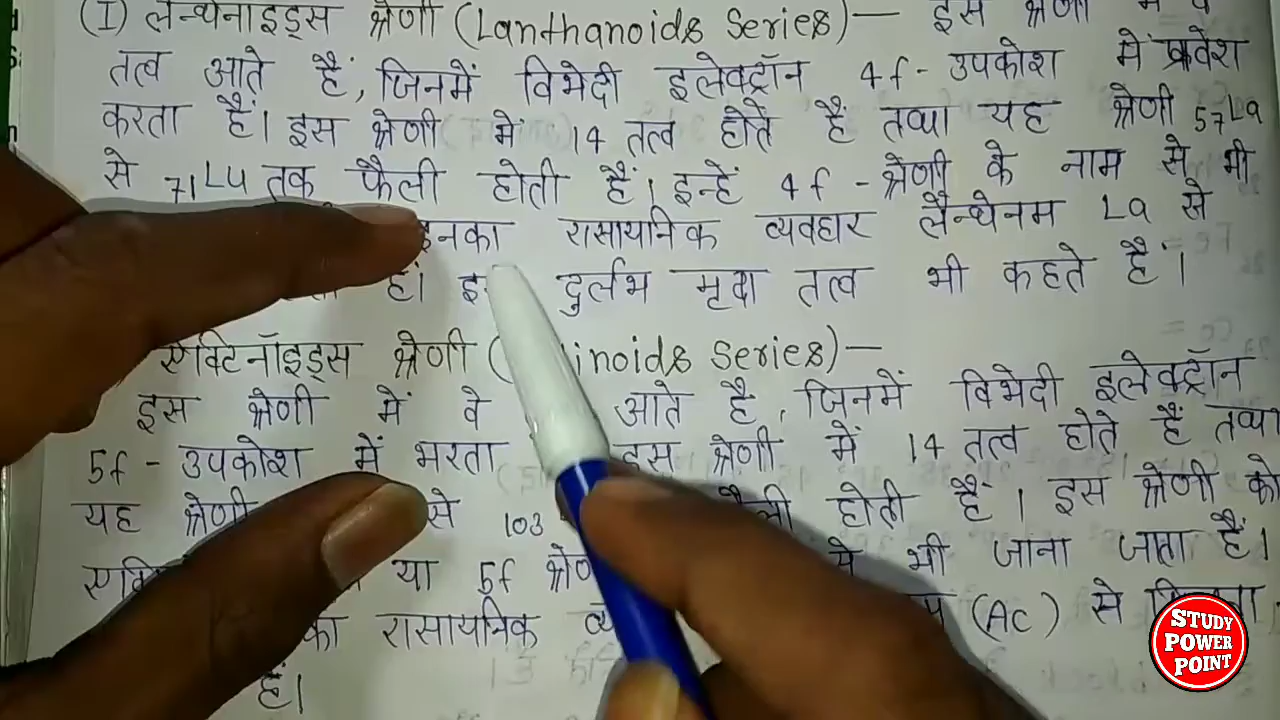 (I) लैन्थेनाइड्स श्रेणी (Lanthanoids Series)— इस श्रेणी में वे
तत्व आते हैं, जिनमें विभेदी इलेक्ट्रॉन 4f-उपकोश में प्रवेश
करता हैं। इस श्रेणी में 14 तत्व होते हैं तथा यह श्रेणी 57La
से 71Lu तक फैली होती हैं। इन्हें 4f-श्रेणी के नाम से भी
इनका रासायनिक व्यवहार लैन्थेनम La से
दुर्लभ मृदा तत्व भी कहते हैं।
एक्टिनॉइड्स श्रेणी (inoids Series)—
इस श्रेणी में वे आते है, जिनमें विभेदी इलेक्ट्रॉन
5f-उपकोश में भरता इस श्रेणी में 14 तत्व होते हैं तथा
यह श्रेणी से 103 फैली होती हैं। इस श्रेणी को
या 5f से भी जाना जाता हैं।
का रासायनिक (Ac) से
हैं।
STUDY
POWER
POINT